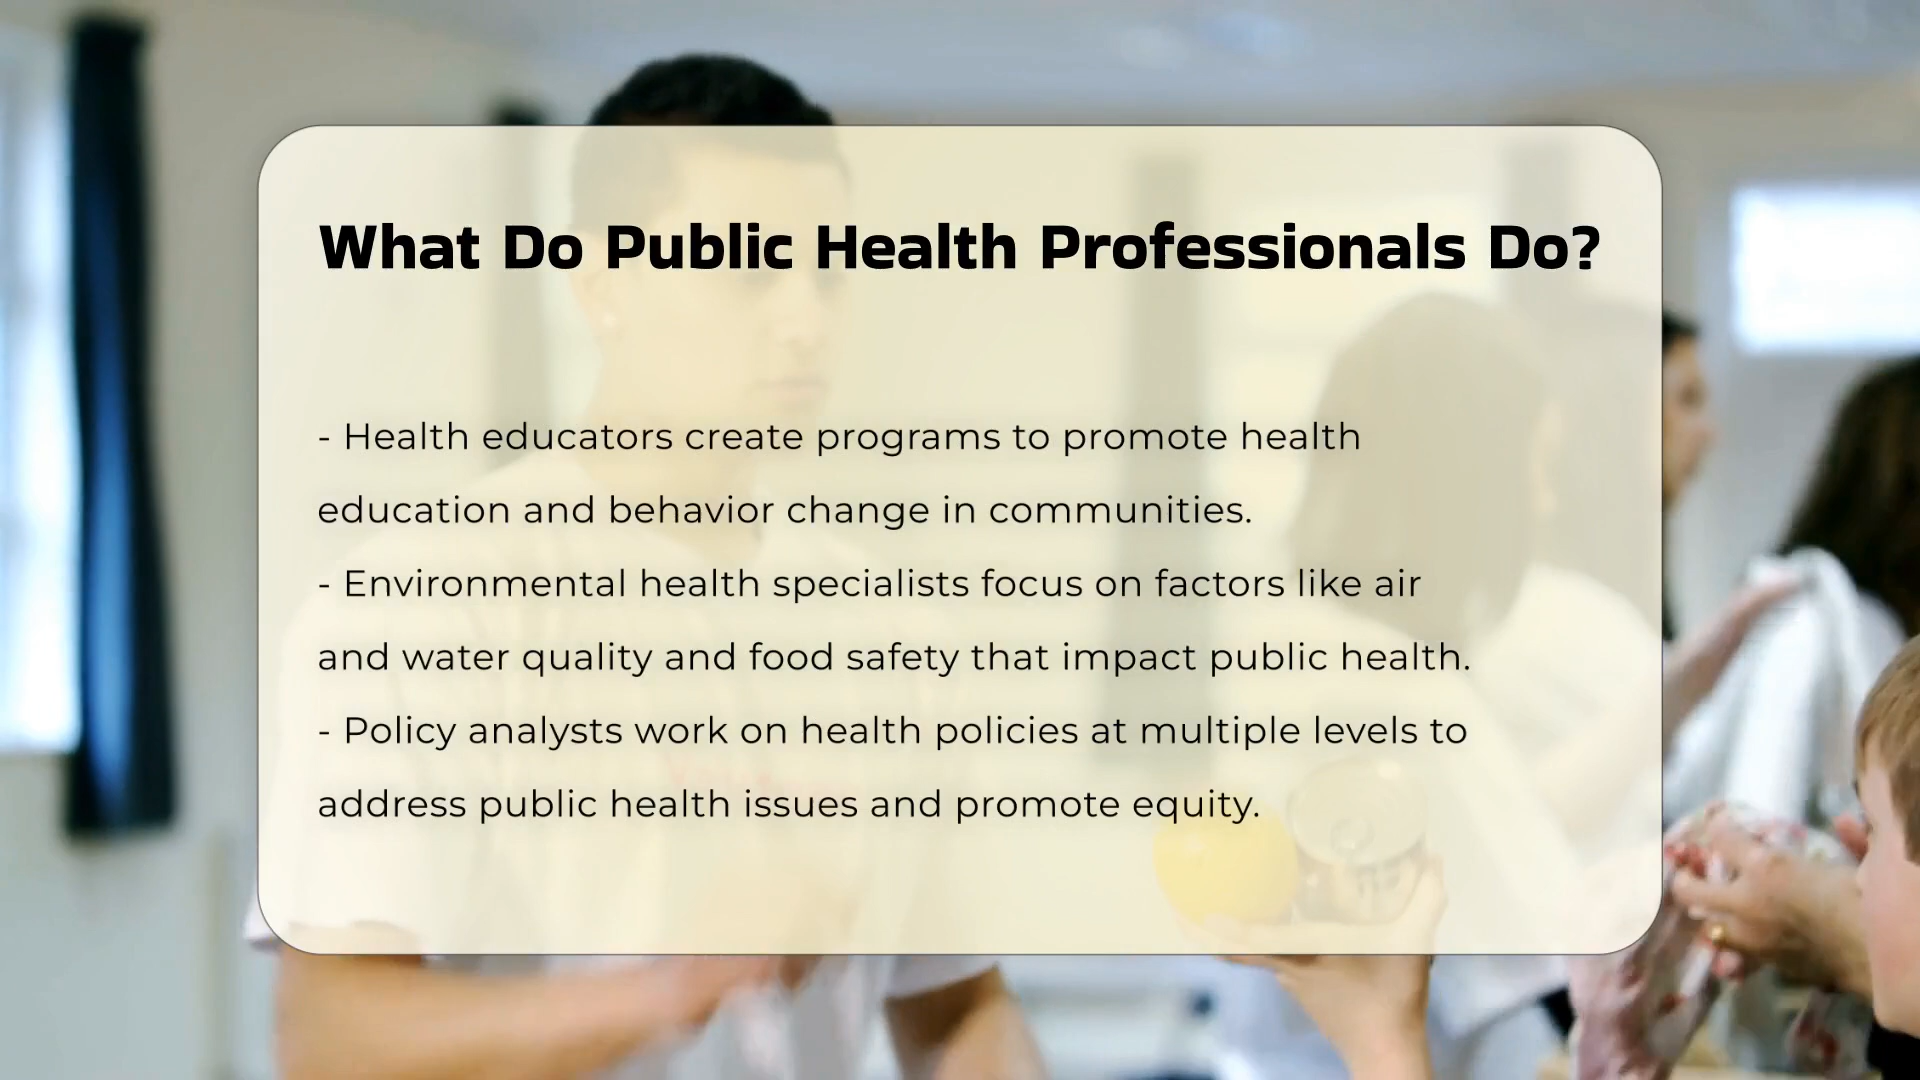 What Do Public Health Professionals Do?
- Health educators create programs to promote health
education and behavior change in communities.
- Environmental health specialists focus on factors like air
and water quality and food safety that impact public health.
- Policy analysts work on health policies at multiple levels to
address public health issues and promote equity.